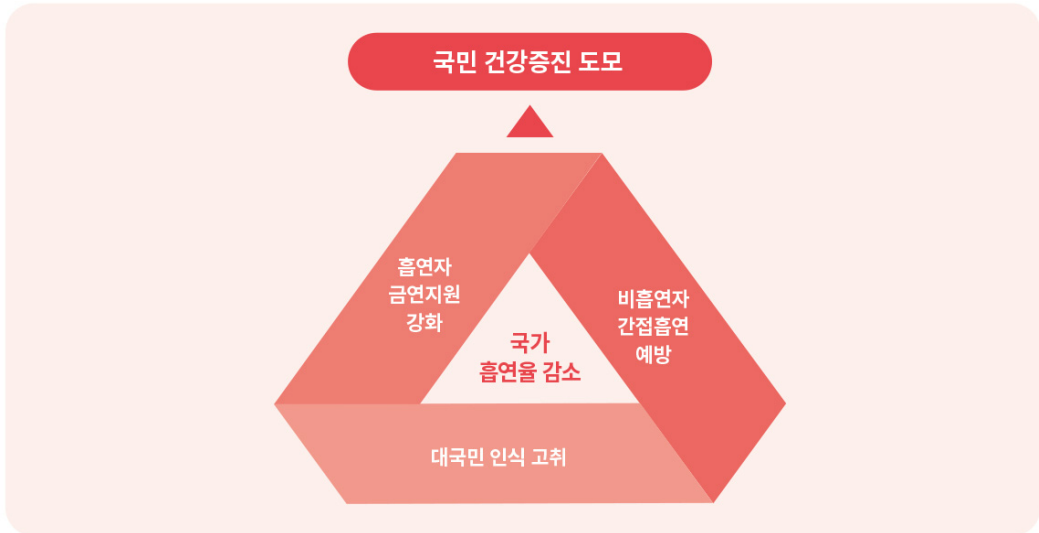 국민 건강증진 도모
흡연자
금연지원
강화
비흡연자
간접흡연
예방
국가
흡연율 감소
대국민 인식 고취